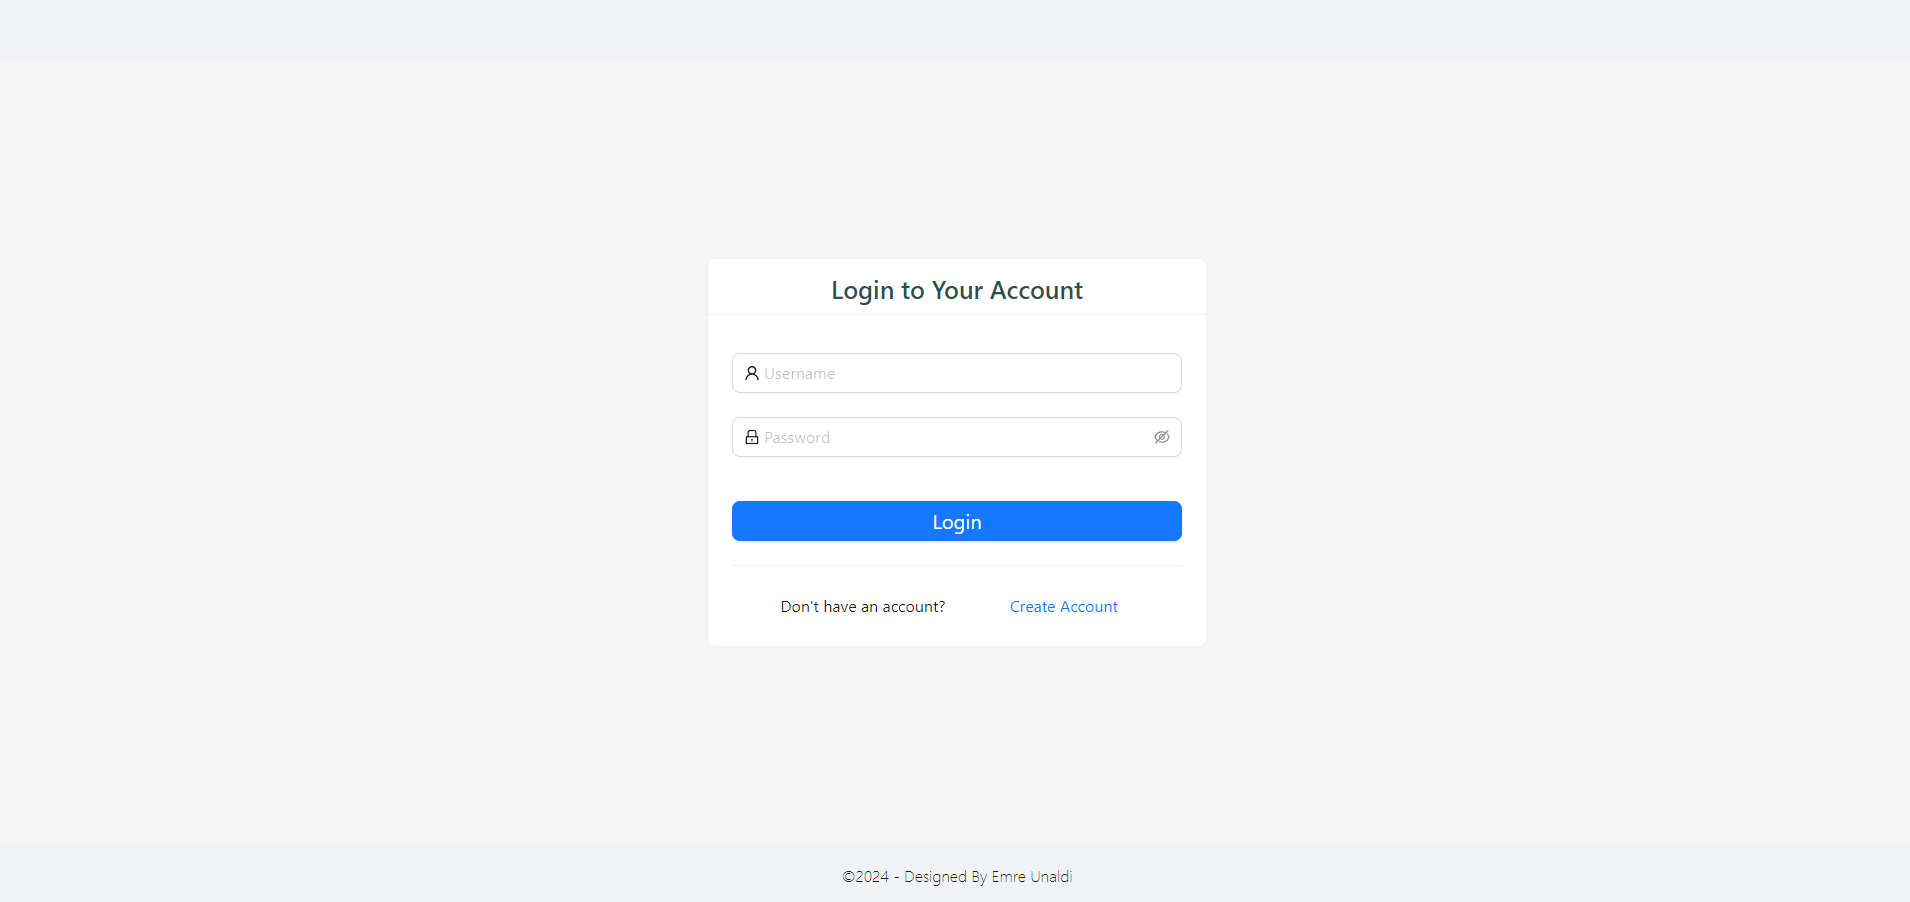 Login to Your Account
Username
Password
Login
Don't have an account? Create Account
©2024 - Designed By Emre Unaldi